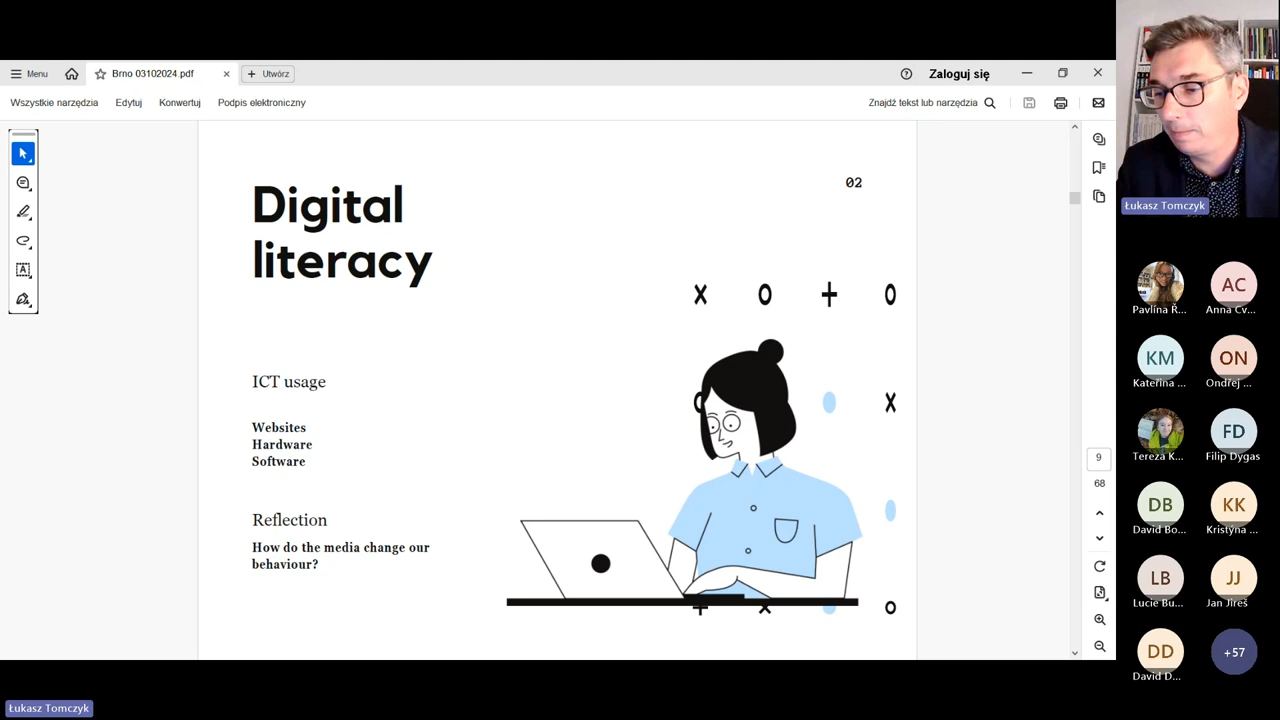 Menu
Brno 03102024.pdf
Utwórz
Zaloguj się
Wszystkie narzędzia
Edytuj
Konwertuj
Podpis elektroniczny
Znajdź tekst lub narzędzia
Digital
literacy
02
x o + o
ICT usage
Websites
Hardware
Software
Reflection
How do the media change our
behaviour?
9
68
Łukasz Tomczyk
Pavlína Ř...
AC
Anna Cv...
KM
Kateřina ...
ON
Ondřej ...
Tereza K...
FD
Filip Dygas
DB
David Bo...
KK
Kristýna ...
LB
Lucie Bu...
JJ
Jan Jireš
DD
David D...
+57
Łukasz Tomczyk